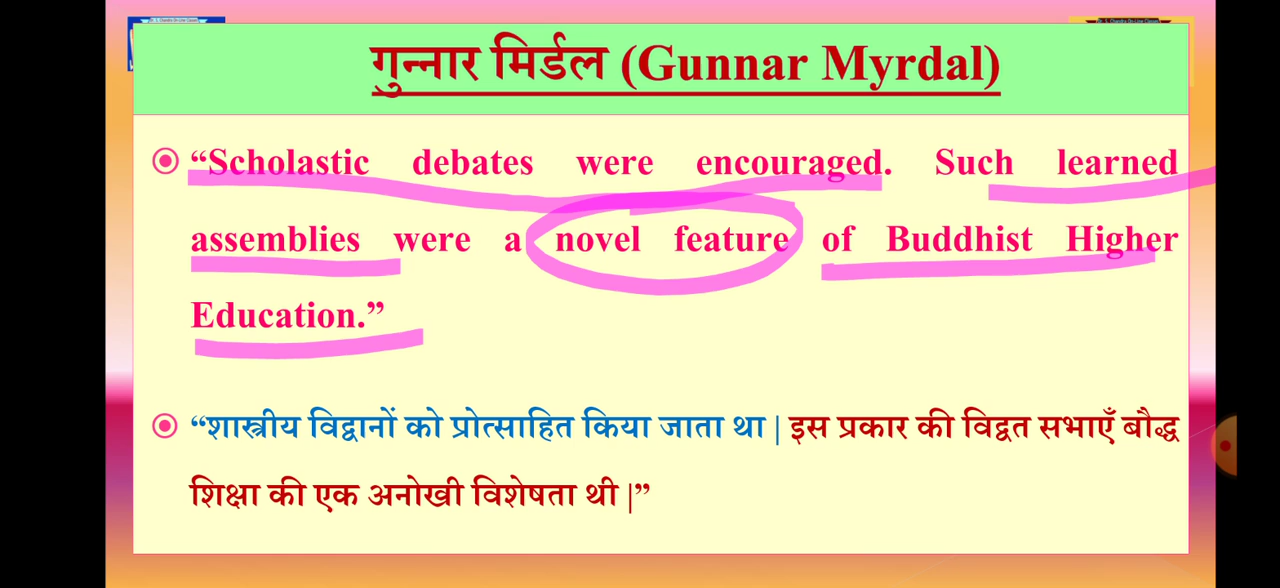 गुन्नार मिर्डल (Gunnar Myrdal)
“Scholastic debates were encouraged. Such learned
assemblies were a novel feature of Buddhist Higher
Education.”
“शास्त्रीय विद्वानों को प्रोत्साहित किया जाता था | इस प्रकार की विद्वत सभाएँ बौद्ध
शिक्षा की एक अनोखी विशेषता थी |”